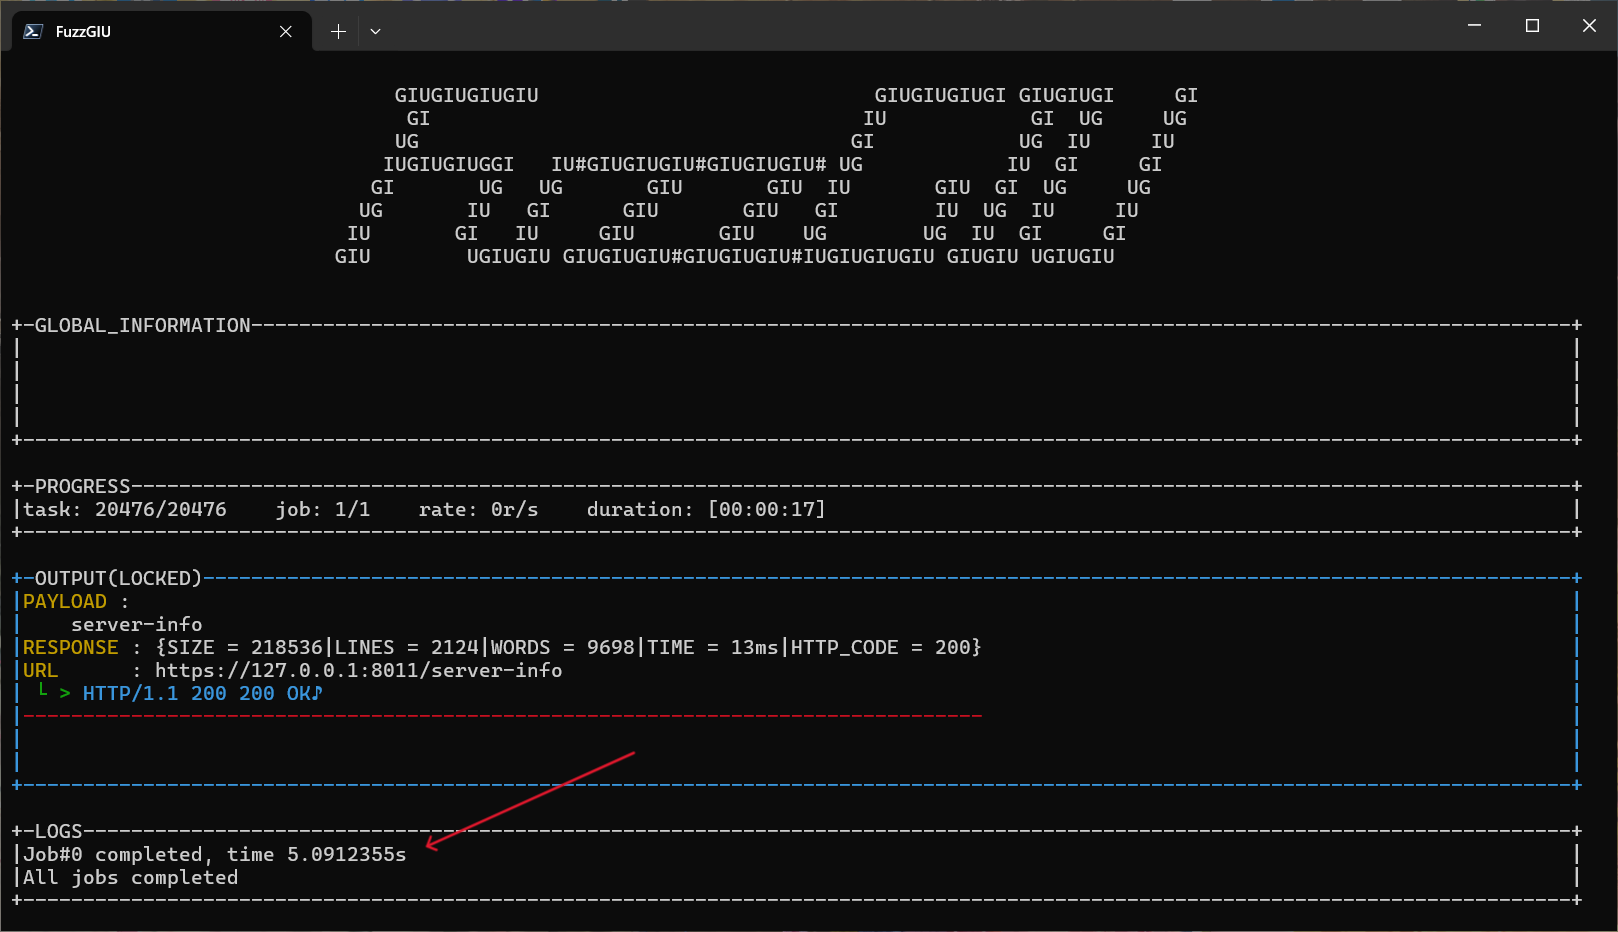 FuzzGIU
GIUGIUGIUGIU GIUGIUGIUGI GIUGIUGI GI
GI IU GI UG UG
UG GI UG IU IU
IUGIUGIUGGI IU#GIUGIUGIU#GIUGIUGIU# UG IU GI GI
GI UG UG GIU GIU IU GIU GI UG UG
UG IU GI GIU GIU GI IU UG IU IU
IU GI IU GIU GIU UG UG IU GI GI
GIU UGIUGIU GIUGIUGIU#GIUGIUGIU#IUGIUGIUGIU GIUGIU UGIUGIU
GLOBAL_INFORMATION
PROGRESS
task: 20476/20476 job: 1/1 rate: 0r/s duration: [00:00:17]
OUTPUT(LOCKED)
PAYLOAD :
server-info
RESPONSE : {SIZE = 218536|LINES = 2124|WORDS = 9698|TIME = 13ms|HTTP_CODE = 200}
URL : https://127.0.0.1:8011/server-info
└ > HTTP/1.1 200 200 OK♪
LOGS
Job#0 completed, time 5.0912355s
All jobs completed